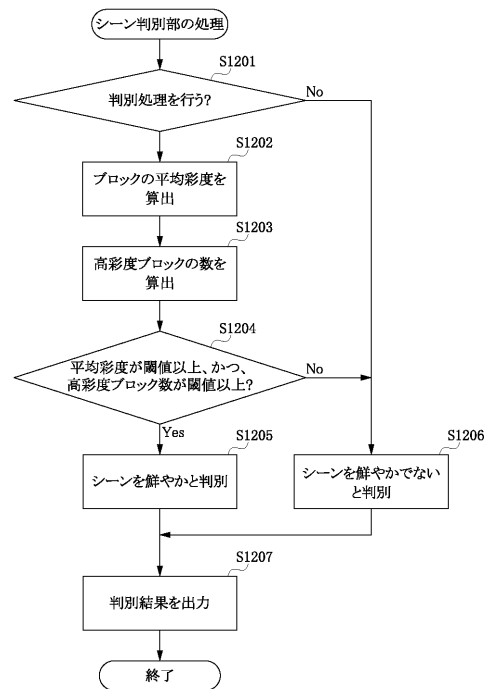 シーン判別部の処理
S1201
判別処理を行う?
No
S1202
ブロックの平均彩度を
算出
S1203
高彩度ブロックの数を
算出
S1204
平均彩度が閾値以上、かつ、
高彩度ブロック数が閾値以上?
No
Yes
S1205
シーンを鮮やかと判別
S1206
シーンを鮮やかでない
と判別
S1207
判別結果を出力
終了